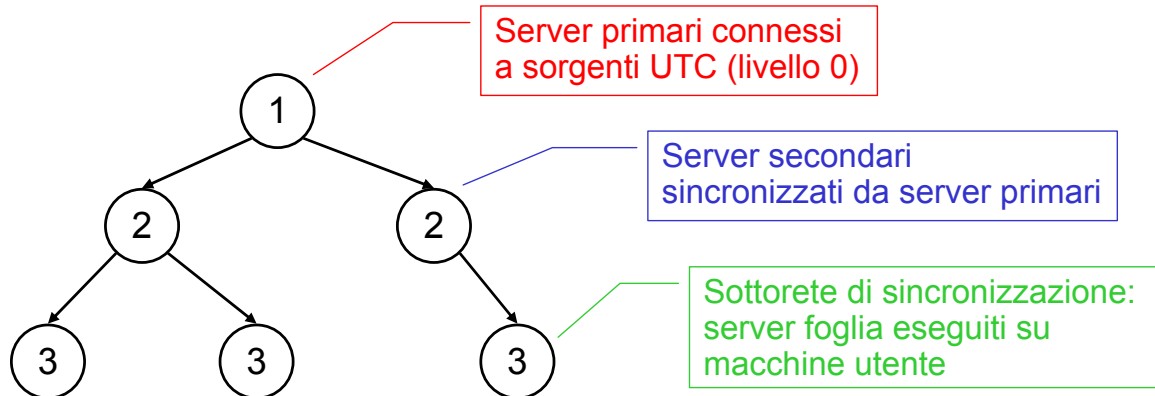 Server primari connessi
a sorgenti UTC (livello 0)
1
Server secondari
sincronizzati da server primari
2
2
Sottorete di sincronizzazione:
server foglia eseguiti su
macchine utente
3
3
3